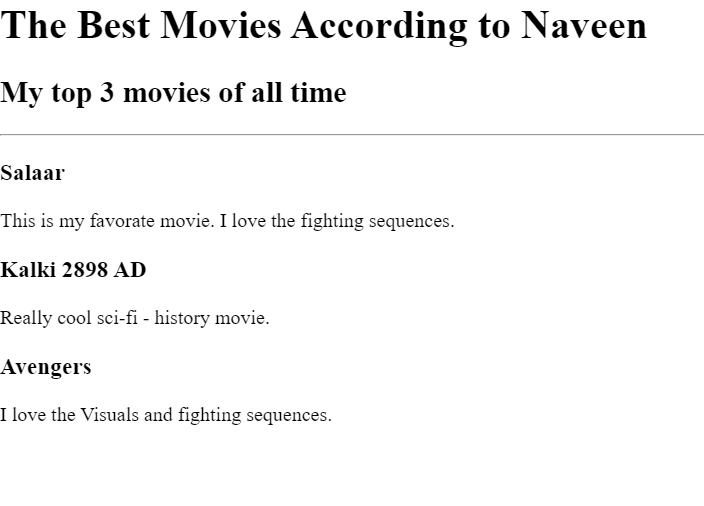 The Best Movies According to Naveen
My top 3 movies of all time
Salaar
This is my favorate movie. I love the fighting sequences.
Kalki 2898 AD
Really cool sci-fi - history movie.
Avengers
I love the Visuals and fighting sequences.